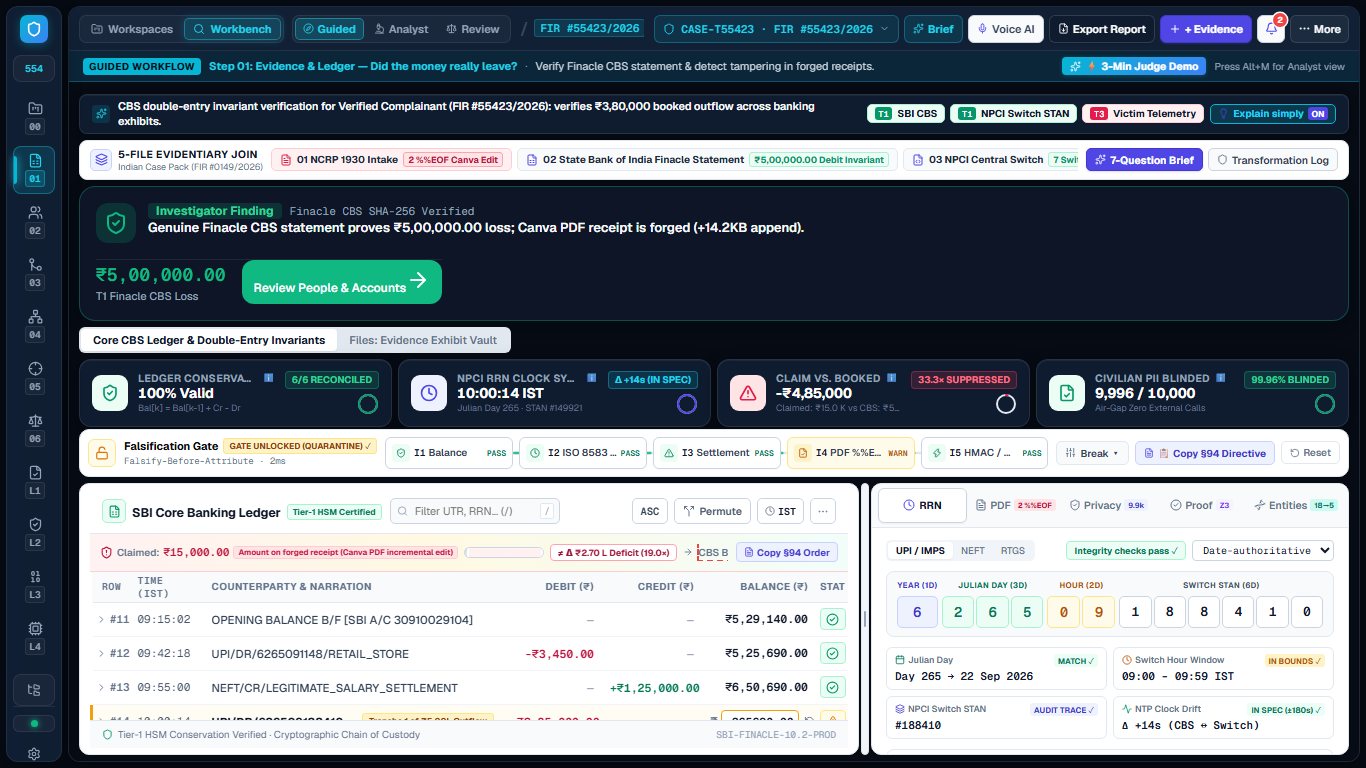 Workspaces
Workbench
Guided
Analyst
Review
/
FIR #55423/2026
CASE-T55423 · FIR #55423/2026
Brief
Voice AI
Export Report
+ Evidence
2
··· More
554
GUIDED WORKFLOW
Step 01: Evidence & Ledger — Did the money really leave?
· Verify Finacle CBS statement & detect tampering in forged receipts.
3-Min Judge Demo
Press Alt+M for Analyst view
00
01
02
03
04
05
06
L1
L2
L3
L4
CBS double-entry invariant verification for Verified Complainant (FIR #55423/2026): verifies ₹3,80,000 booked outflow across banking
exhibits.
T1 SBI CBS
T1 NPCI Switch STAN
T3 Victim Telemetry
Explain simply ON
5-FILE EVIDENTIARY JOIN
Indian Case Pack (FIR #0149/2026)
01 NCRP 1930 Intake 2 %%EOF Canva Edit
02 State Bank of India Finacle Statement ₹5,00,000.00 Debit Invariant
03 NPCI Central Switch
7-Question Brief
Transformation Log
Investigator Finding Finacle CBS SHA-256 Verified
Genuine Finacle CBS statement proves ₹5,00,000.00 loss; Canva PDF receipt is forged (+14.2KB append).
₹5,00,000.00
T1 Finacle CBS Loss
Review People & Accounts →
Core CBS Ledger & Double-Entry Invariants
Files: Evidence Exhibit Vault
LEDGER CONSERVA... 6/6 RECONCILED
100% Valid
Bal[k] = Bal[k-1] + Cr - Dr
NPCI RRN CLOCK SY... Δ +14s (IN SPEC)
10:00:14 IST
Julian Day 265 · STAN #149921
CLAIM VS. BOOKED 33.3x SUPPRESSED
-₹4,85,000
Claimed: ₹15.0 K vs CBS: ₹5...
CIVILIAN PII BLINDED 99.96% BLINDED
9,996 / 10,000
Air-Gap Zero External Calls
Falsification Gate GATE UNLOCKED (QUARANTINE) ✓
Falsify-Before-Attribute · 2ms
I1 Balance PASS
I2 ISO 8583 ... PASS
I3 Settlement PASS
I4 PDF %%E... WARN
I5 HMAC / ... PASS
Break
Copy §94 Directive
Reset
SBI Core Banking Ledger Tier-1 HSM Certified
Filter UTR, RRN... (/) /
ASC
Permute
IST
···
Claimed: ₹15,000.00 Amount on forged receipt (Canva PDF incremental edit)
≠ Δ ₹2.70 L Deficit (19.0×)
→ CBS B
Copy §94 Order
ROW TIME (IST) COUNTERPARTY & NARRATION DEBIT (₹) CREDIT (₹) BALANCE (₹) STAT
#11 09:15:02 OPENING BALANCE B/F [SBI A/C 30910029104] — — ₹5,29,140.00
#12 09:42:18 UPI/DR/6265091148/RETAIL_STORE -₹3,450.00 — ₹5,25,690.00
#13 09:55:00 NEFT/CR/LEGITIMATE_SALARY_SETTLEMENT — +₹1,25,000.00 ₹6,50,690.00
Tier-1 HSM Conservation Verified · Cryptographic Chain of Custody
SBI-FINACLE-10.2-PROD
RRN
PDF 2 %%EOF
Privacy 9.9k
Proof Z3
Entities 18→5
UPI / IMPS
NEFT
RTGS
Integrity checks pass ✓
Date-authoritative
YEAR (1D) JULIAN DAY (3D) HOUR (2D) SWITCH STAN (6D)
6 2 6 5 0 9 1 8 8 4 1 0
Julian Day MATCH ✓
Day 265 → 22 Sep 2026
Switch Hour Window IN BOUNDS ✓
09:00 - 09:59 IST
NPCI Switch STAN AUDIT TRACE ✓
#188410
NTP Clock Drift IN SPEC (±180s) ✓
Δ +14s (CBS ↔ Switch)